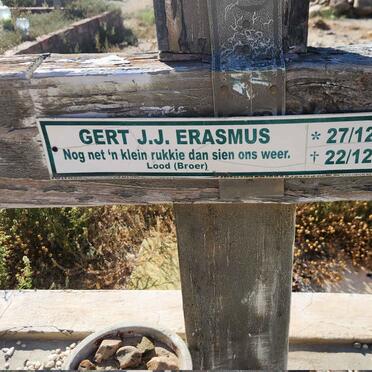 GERT J.J. ERASMUS * 27/12
Nog net 'n klein rukkie dan sien ons weer. † 22/12
Lood (Broer)